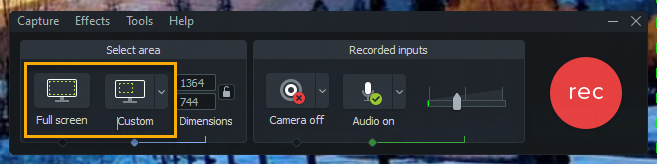 Capture Effects Tools Help
Select area
Recorded inputs
1364
744
Full screen
Custom
Dimensions
Camera off
Audio on
rec